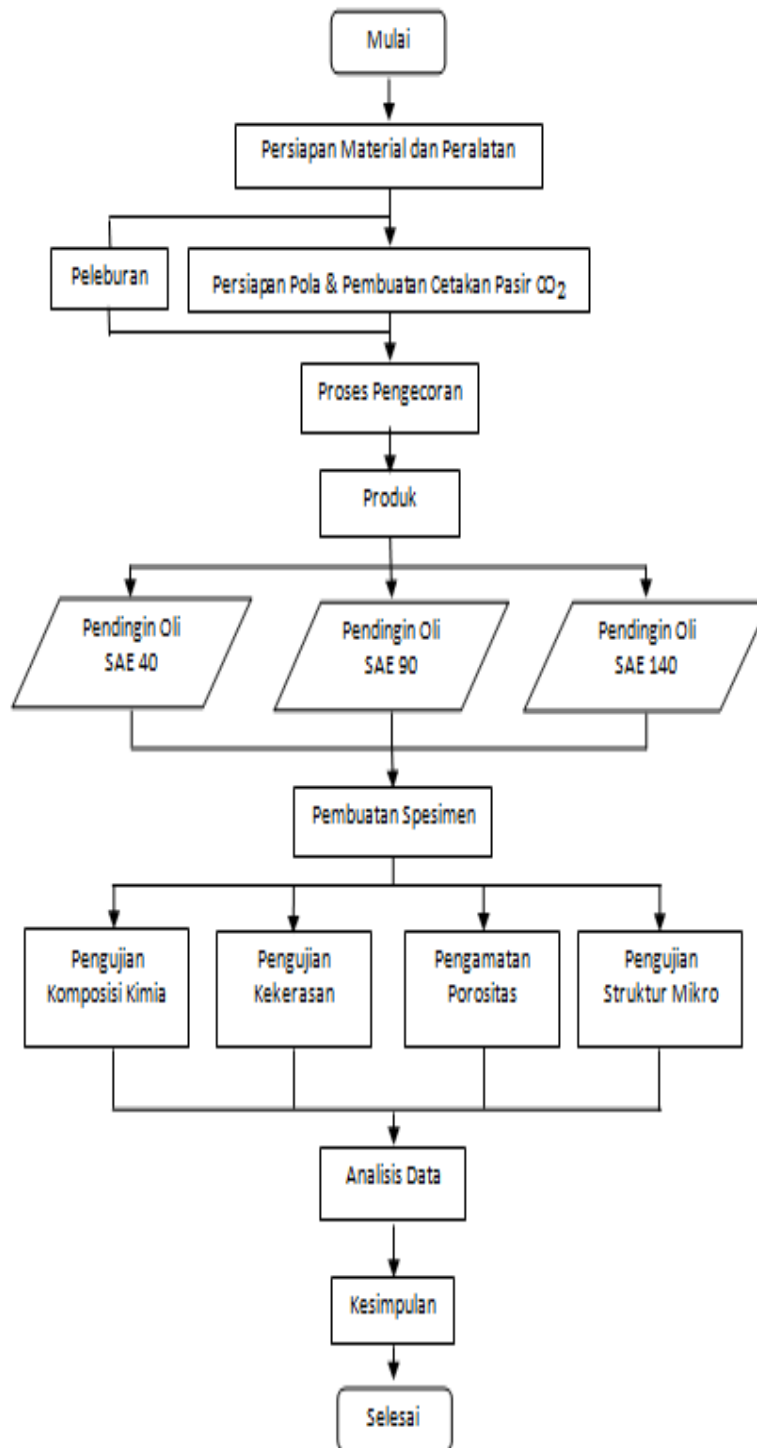 Mulai
Persiapan Material dan Peralatan
Peleburan
Persiapan Pola & Pembuatan Cetakan Pasir CO2
Proses Pengecoran
Produk
Pendingin Oli
SAE 40
Pendingin Oli
SAE 90
Pendingin Oli
SAE 140
Pembuatan Spesimen
Pengujian
Komposisi Kimia
Pengujian
Kekerasan
Pengamatan
Porositas
Pengujian
Struktur Mikro
Analisis Data
Kesimpulan
Selesai